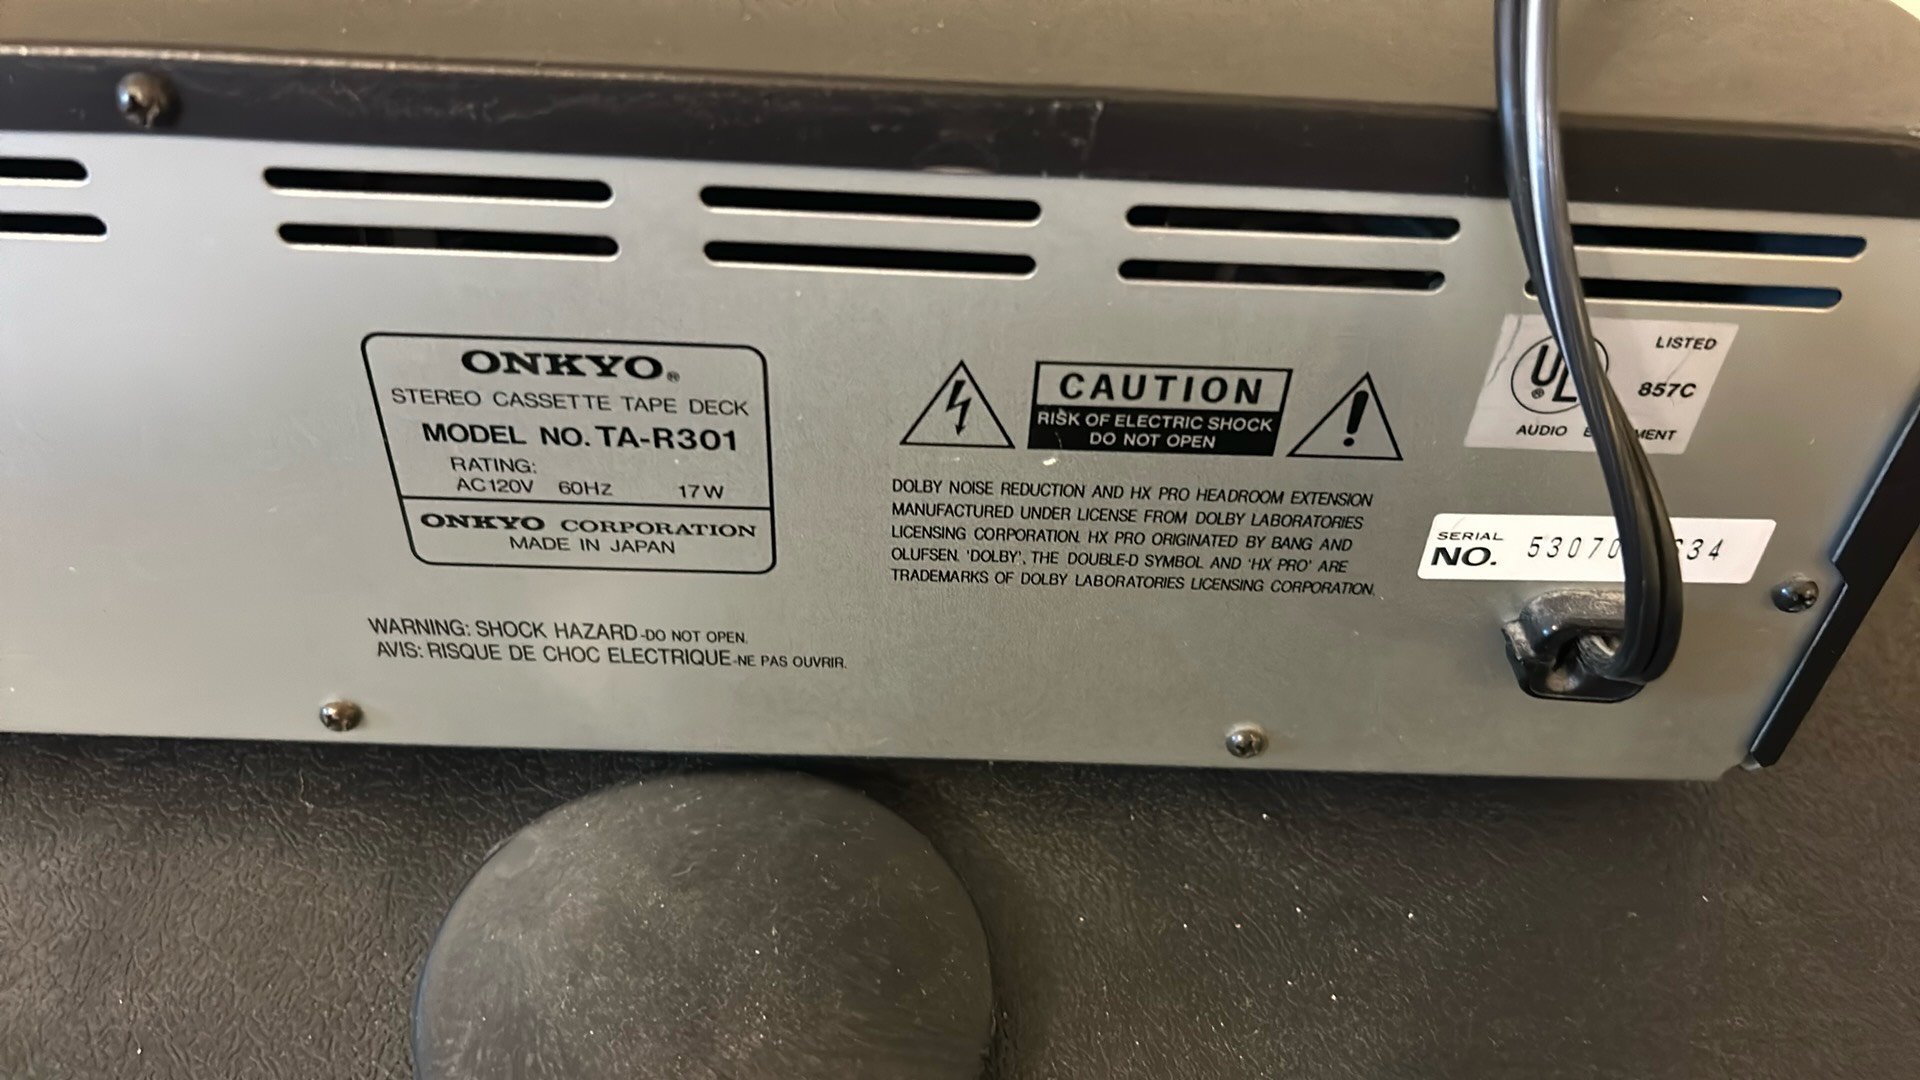 ONKYO®
STEREO CASSETTE TAPE DECK
MODEL NO. TA-R301
RATING:
AC120V 60HZ 17W
ONKYO CORPORATION
MADE IN JAPAN
WARNING: SHOCK HAZARD-DO NOT OPEN.
AVIS: RISQUE DE CHOC ELECTRIQUE-NE PAS OUVRIR.
CAUTION
RISK OF ELECTRIC SHOCK
DO NOT OPEN
DOLBY NOISE REDUCTION AND HX PRO HEADROOM EXTENSION
MANUFACTURED UNDER LICENSE FROM DOLBY LABORATORIES
LICENSING CORPORATION. HX PRO ORIGINATED BY BANG AND
OLUFSEN. 'DOLBY', THE DOUBLE-D SYMBOL AND 'HX PRO' ARE
TRADEMARKS OF DOLBY LABORATORIES LICENSING CORPORATION.
UL®
LISTED
857C
AUDIO
SERIAL
NO.